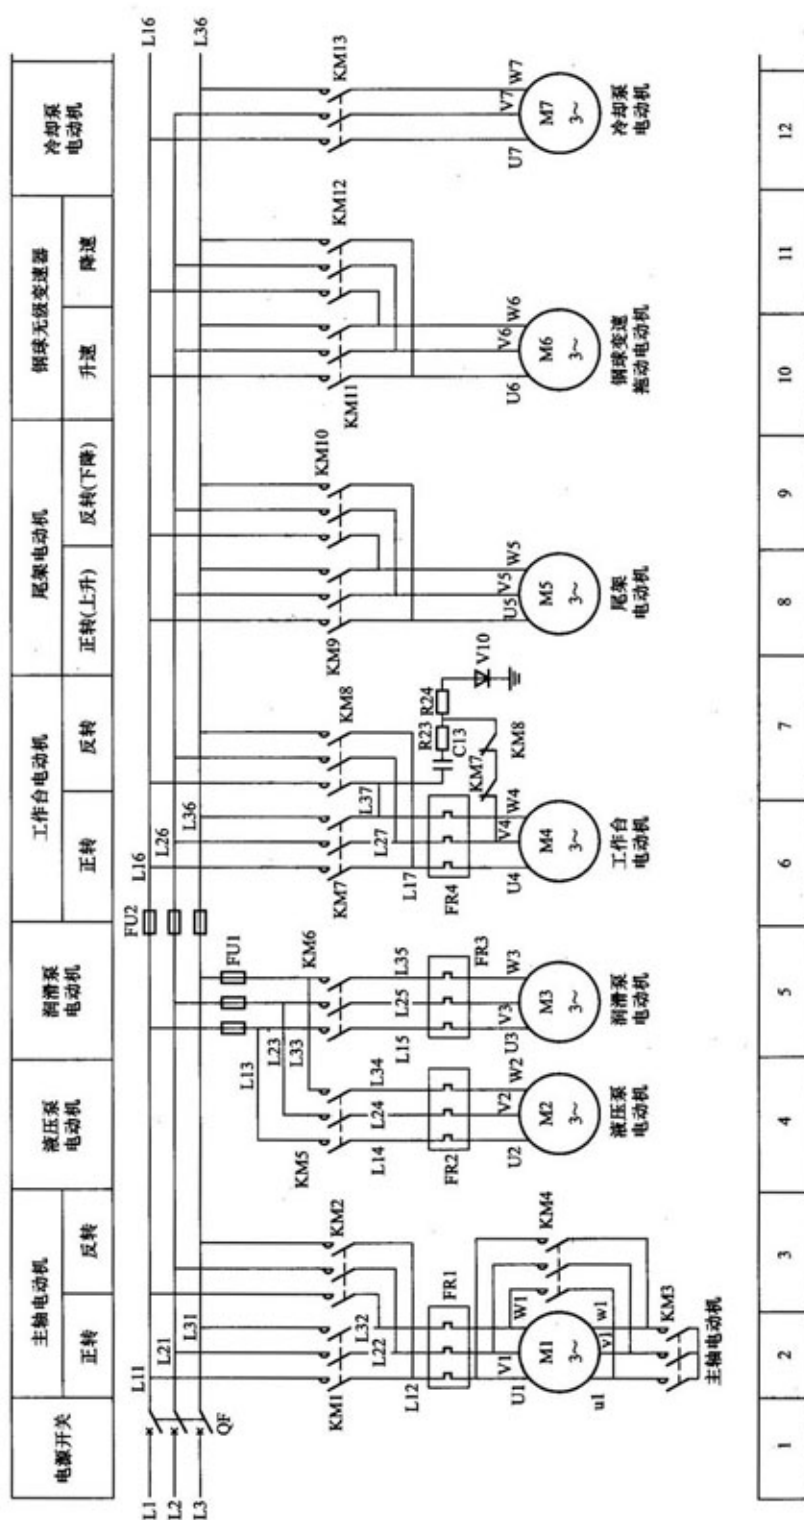 电源开关
主轴电动机
正转
反转
液压泵
电动机
润滑泵
电动机
工作台电动机
正转
反转
尾架电动机
正转(上升)
反转(下降)
钢球无级变速器
升速
降速
冷却泵
电动机
L1
L2
L3
QF
L11
L21
L31
FU2
L16
L26
L36
L16
L36
FU1
L13
L23
L33
KM1
KM2
KM5
KM6
KM7
KM8
KM9
KM10
KM11
KM12
KM13
L12
L22
L32
L14
L24
L34
L15
L25
L35
L17
L27
L37
FR1
FR2
FR3
FR4
R23
R24
C13
V10
KM7
KM8
KM4
KM3
U1
V1
W1
M1
3~
u1
v1
w1
主轴电动机
U2
V2
W2
M2
3~
液压泵
电动机
U3
V3
W3
M3
3~
润滑泵
电动机
U4
V4
W4
M4
3~
工作台
电动机
U5
V5
W5
M5
3~
尾架
电动机
U6
V6
W6
M6
3~
钢球变速
拖动电动机
U7
V7
W7
M7
3~
冷却泵
电动机
1
2
3
4
5
6
7
8
9
10
11
12